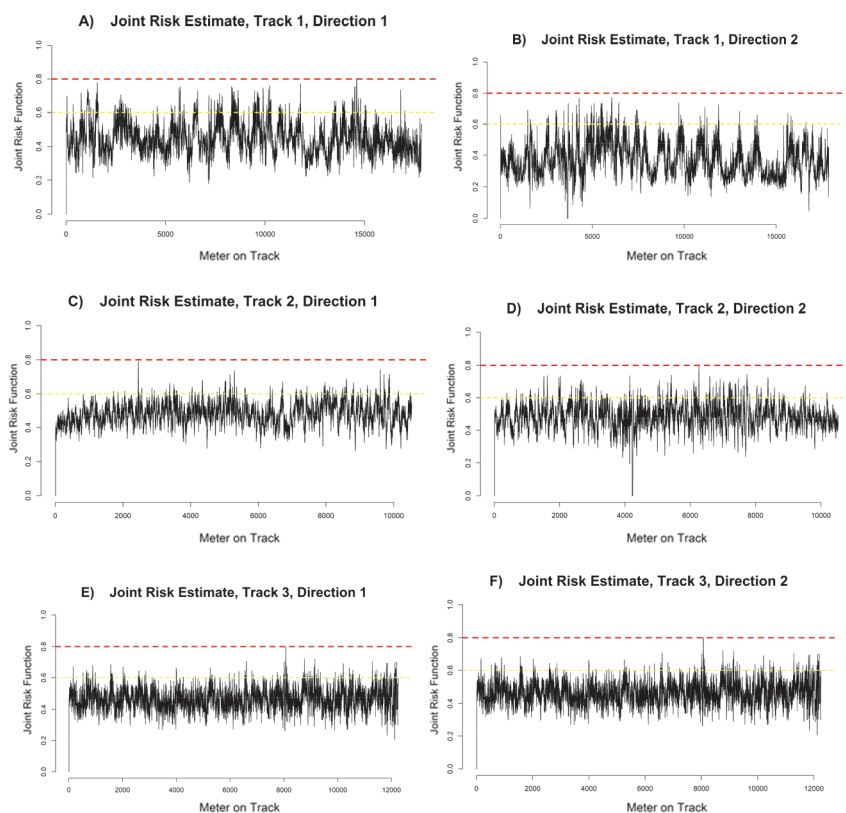 A) Joint Risk Estimate, Track 1, Direction 1
Joint Risk Function
0.0 0.2 0.4 0.6 0.8 1.0
0 5000 10000 15000
Meter on Track
B) Joint Risk Estimate, Track 1, Direction 2
Joint Risk Function
0.0 0.2 0.4 0.6 0.8 1.0
0 5000 10000 15000
Meter on Track
C) Joint Risk Estimate, Track 2, Direction 1
Joint Risk Function
0.0 0.2 0.4 0.6 0.8 1.0
0 2000 4000 6000 8000 10000
Meter on Track
D) Joint Risk Estimate, Track 2, Direction 2
Joint Risk Function
0.0 0.2 0.4 0.6 0.8 1.0
0 2000 4000 6000 8000 10000
Meter on Track
E) Joint Risk Estimate, Track 3, Direction 1
Joint Risk Function
0.0 0.2 0.4 0.6 0.8 1.0
0 2000 4000 6000 8000 10000 12000
Meter on Track
F) Joint Risk Estimate, Track 3, Direction 2
Joint Risk Function
0.0 0.2 0.4 0.6 0.8 1.0
0 2000 4000 6000 8000 10000 12000
Meter on Track